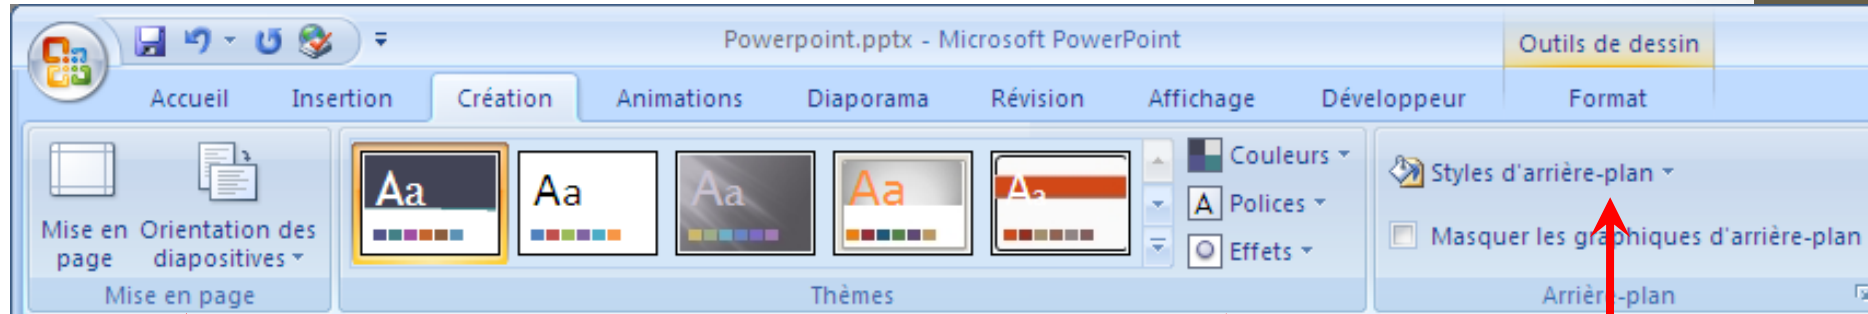 Powerpoint.pptx - Microsoft PowerPoint
Outils de dessin
Accueil Insertion Création Animations Diaporama Révision Affichage Développeur Format
Mise en page
Orientation des diapositives
Aa Aa Aa Aa Aa
Couleurs
A Polices
Effets
Styles d'arrière-plan
Masquer les graphiques d'arrière-plan
Mise en page Thèmes Arrière-plan